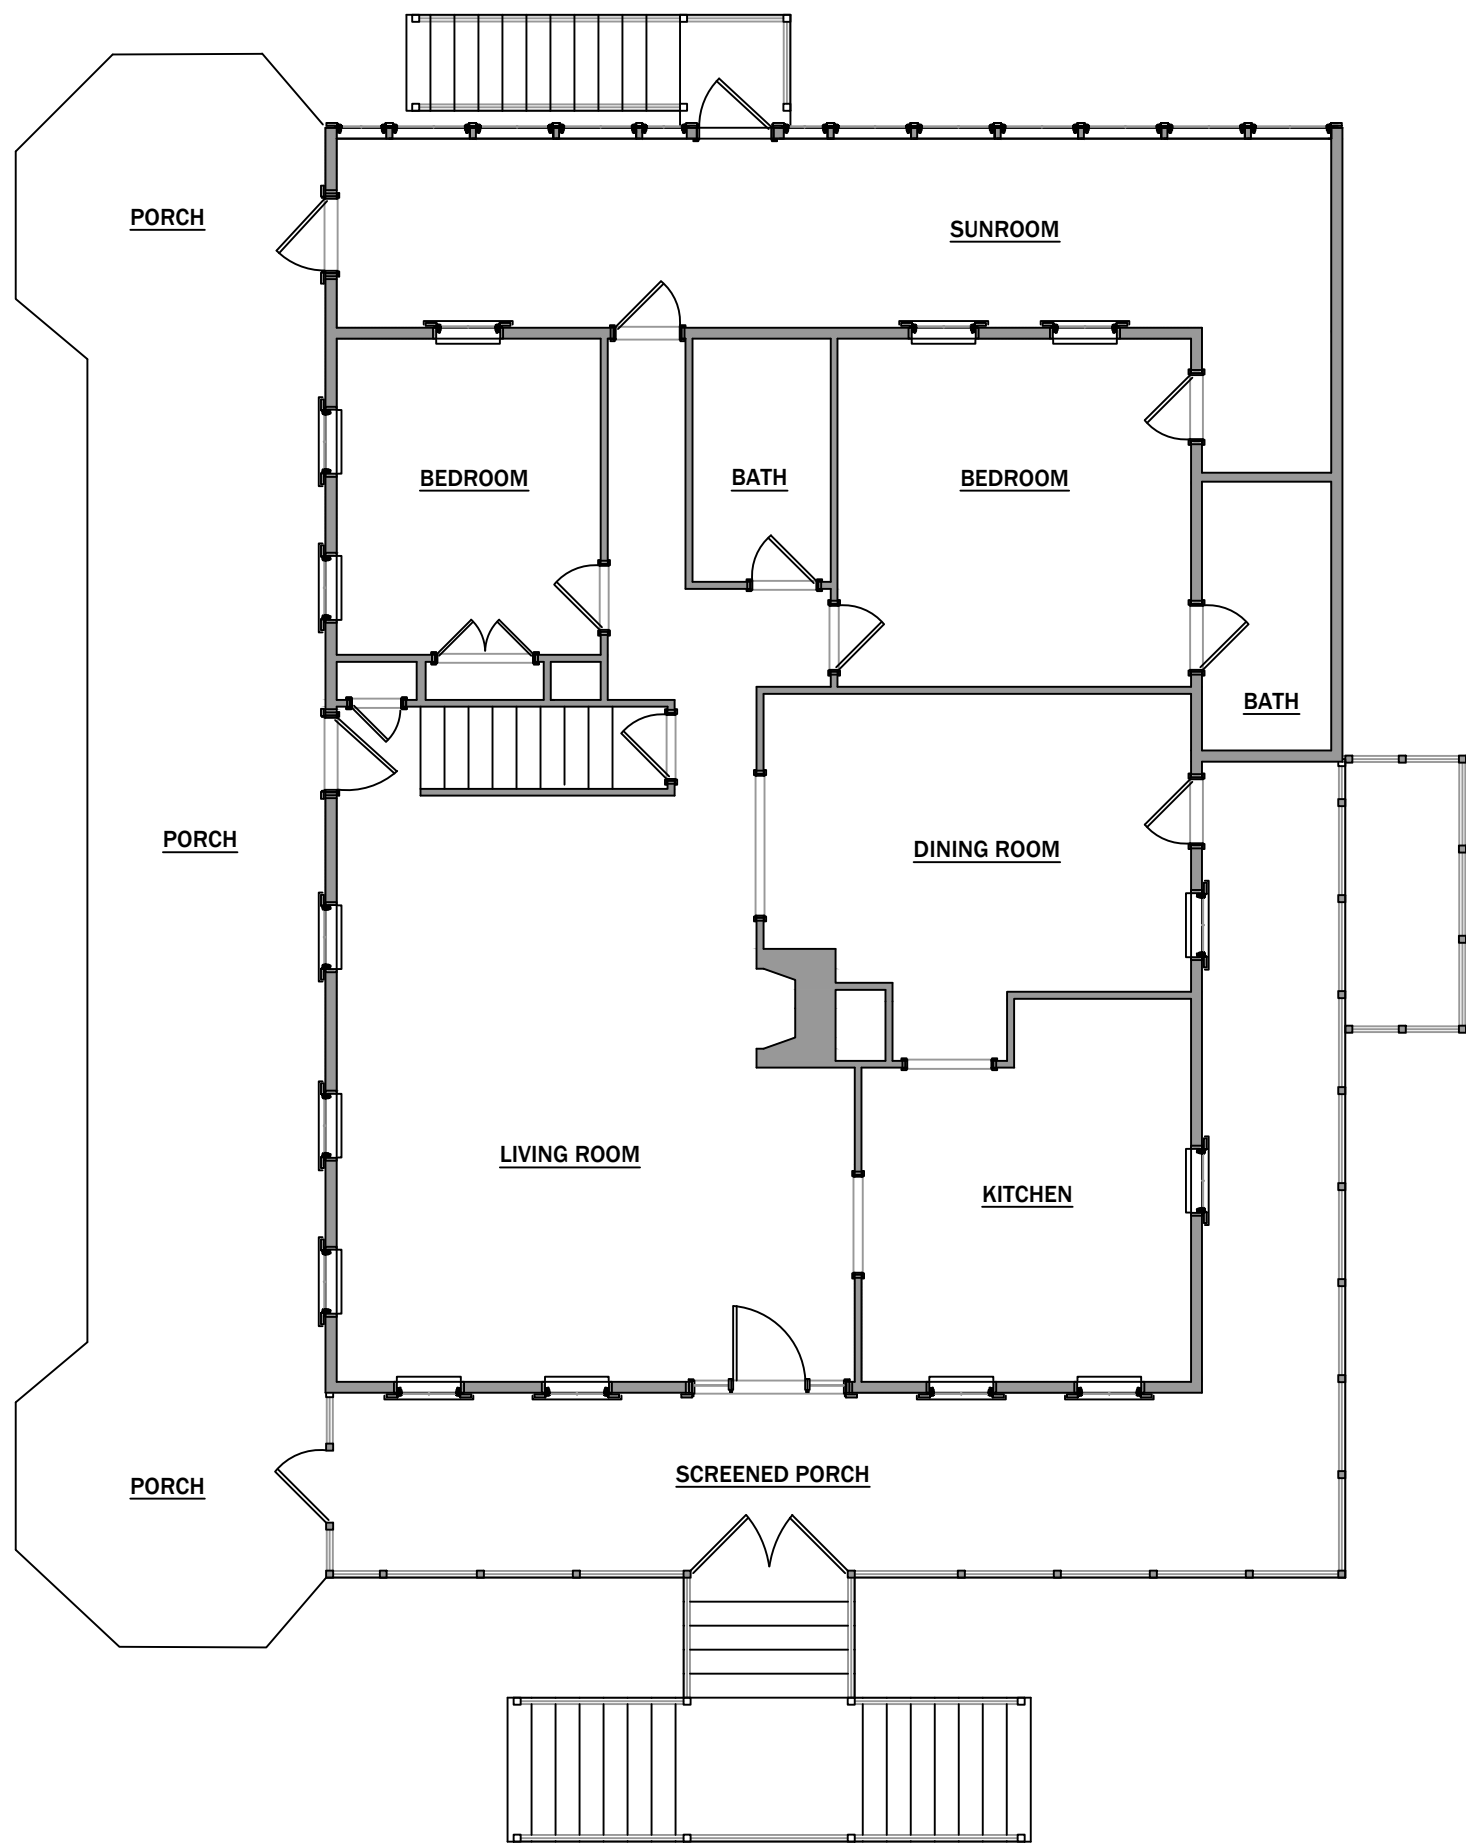 PORCH
SUNROOM
BEDROOM
BATH
BEDROOM
BATH
PORCH
DINING ROOM
LIVING ROOM
KITCHEN
PORCH
SCREENED PORCH